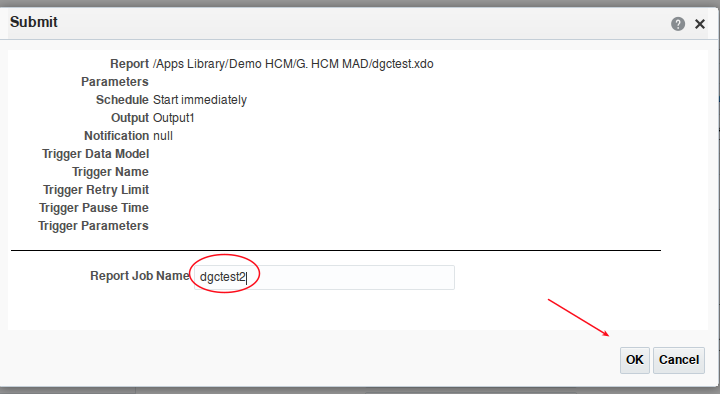 Submit
Report /Apps Library/Demo HCM/G. HCM MAD/dgctest.xdo
Parameters
Schedule Start immediately
Output Output1
Notification null
Trigger Data Model
Trigger Name
Trigger Retry Limit
Trigger Pause Time
Trigger Parameters
Report Job Name dgctest2
OK Cancel